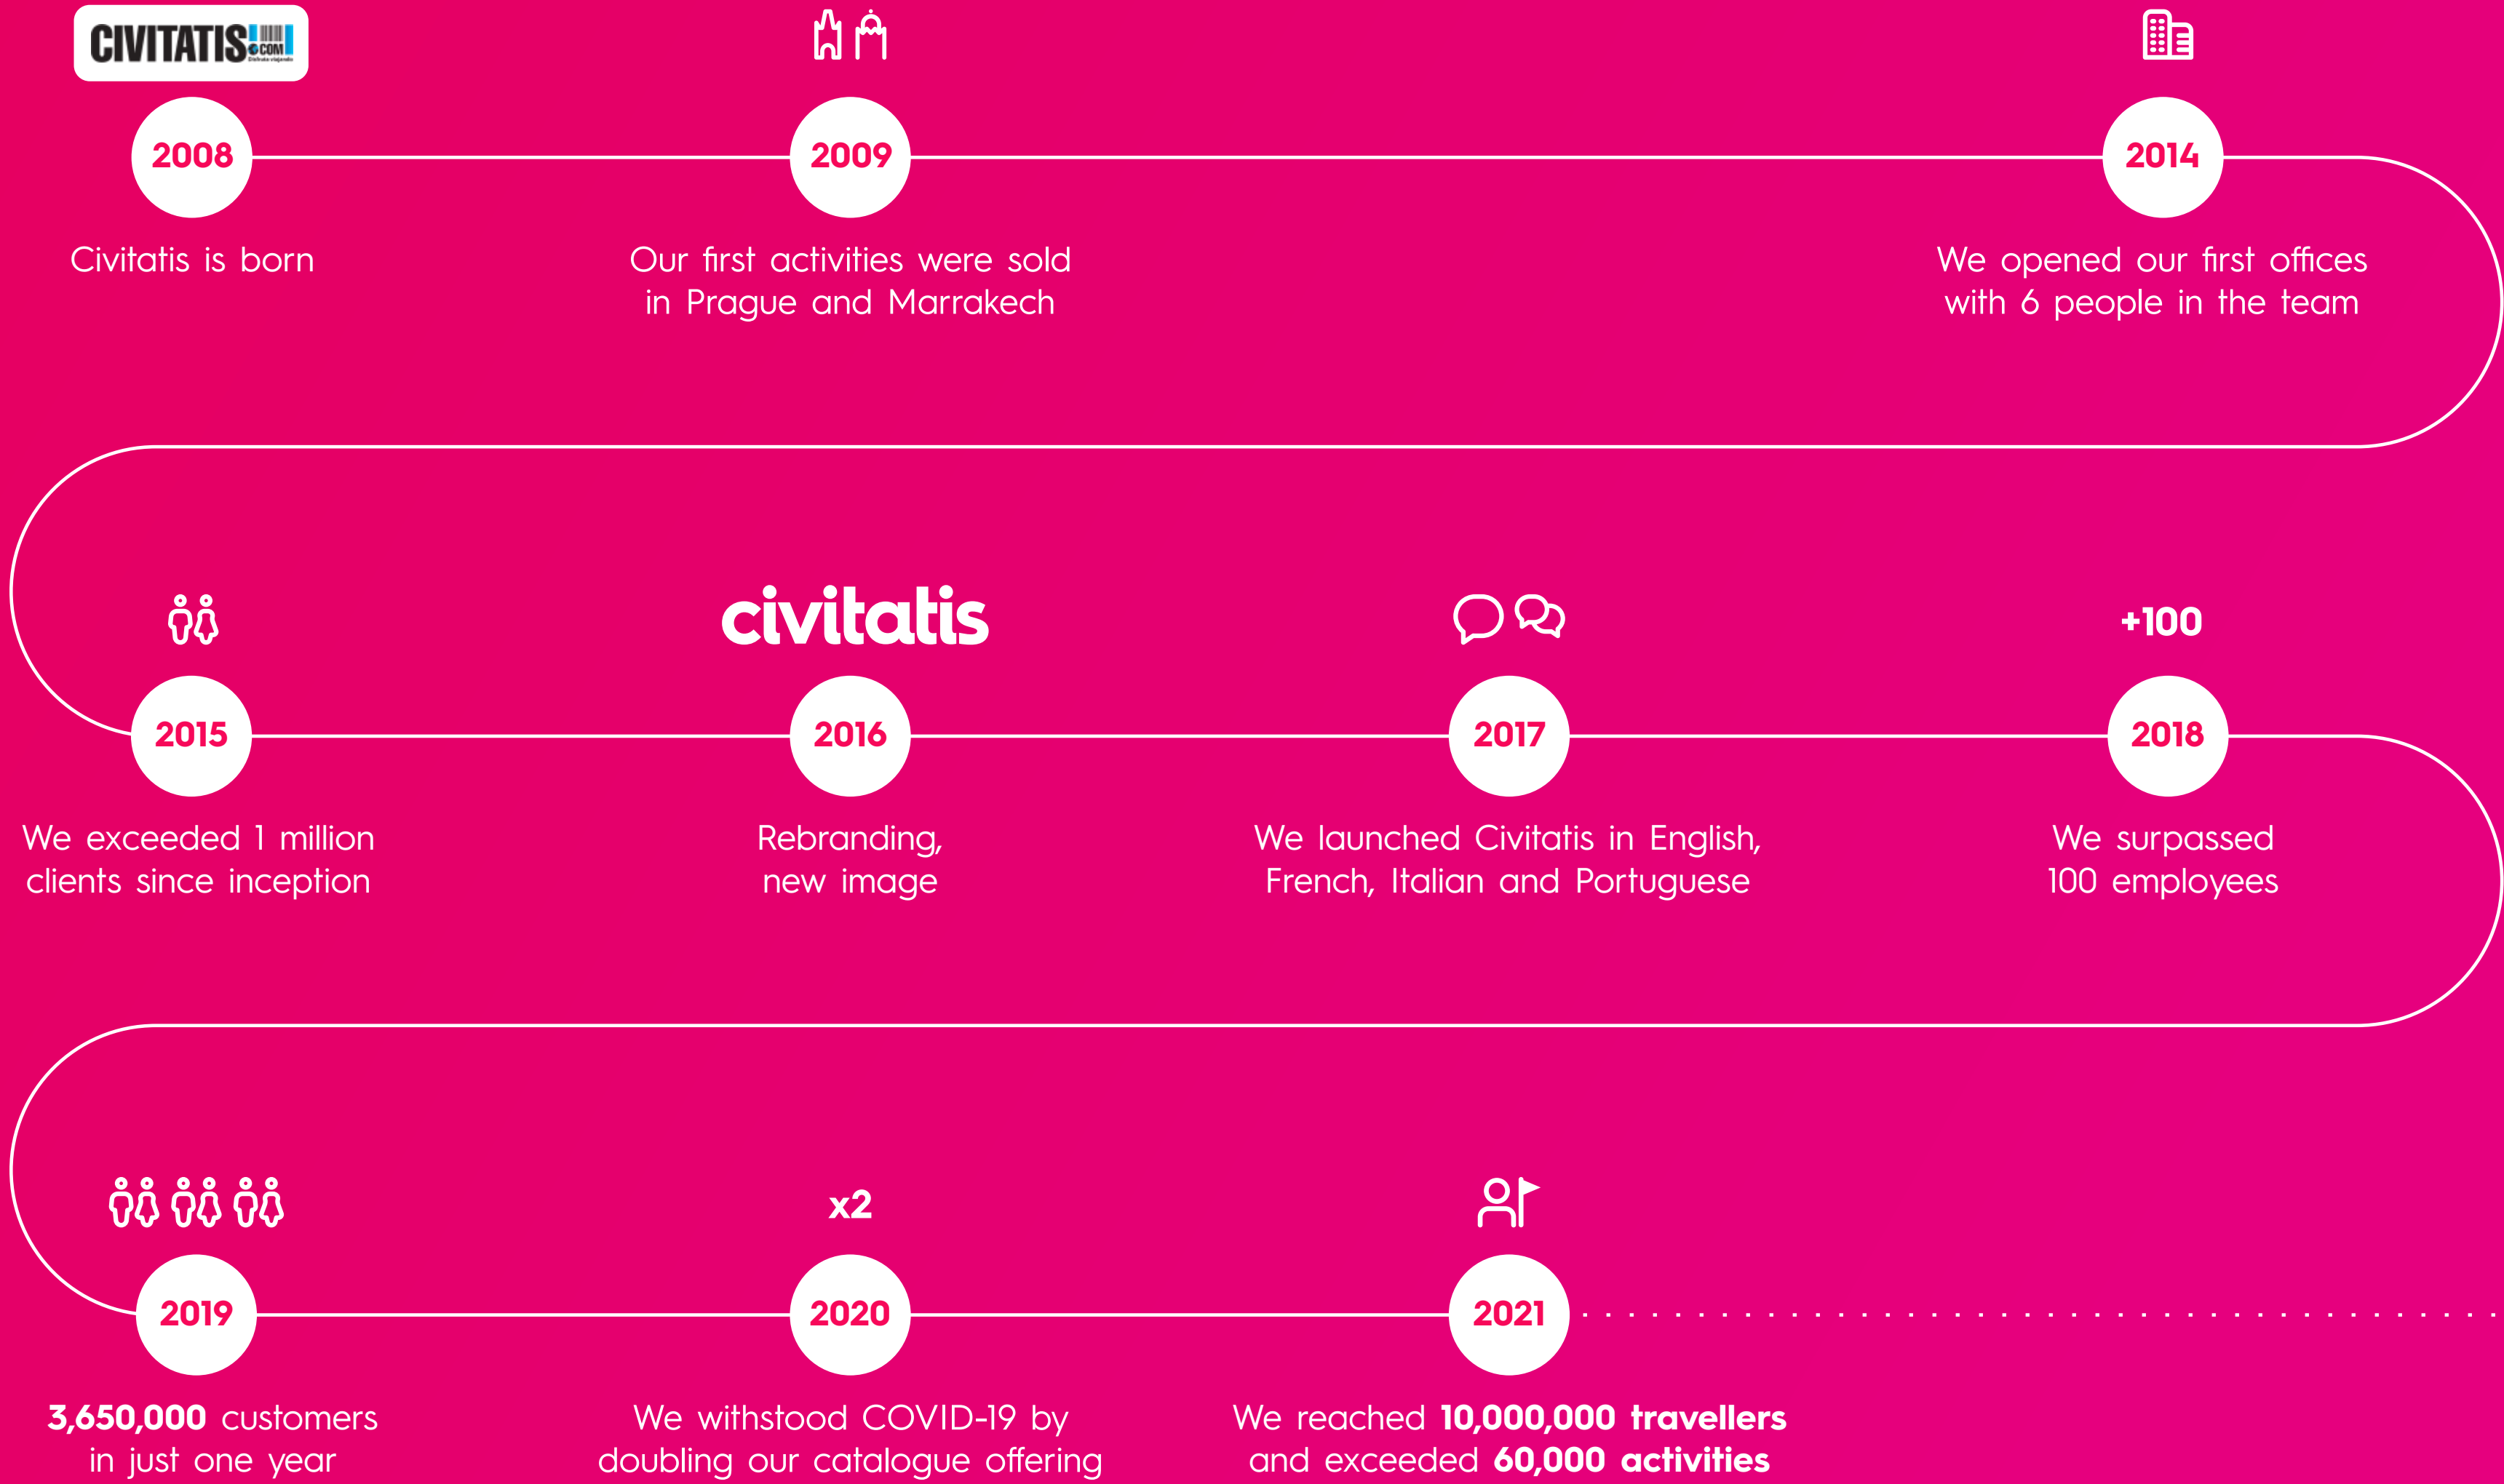 CIVITATIS
.COM
Disfruta viajando
2008
Civitatis is born
2009
Our first activities were sold
in Prague and Marrakech
2014
We opened our first offices
with 6 people in the team
2015
We exceeded 1 million
clients since inception
civitatis
2016
Rebranding,
new image
2017
We launched Civitatis in English,
French, Italian and Portuguese
+100
2018
We surpassed
100 employees
2019
3,650,000 customers
in just one year
x2
2020
We withstood COVID-19 by
doubling our catalogue offering
2021
We reached 10,000,000 travellers
and exceeded 60,000 activities